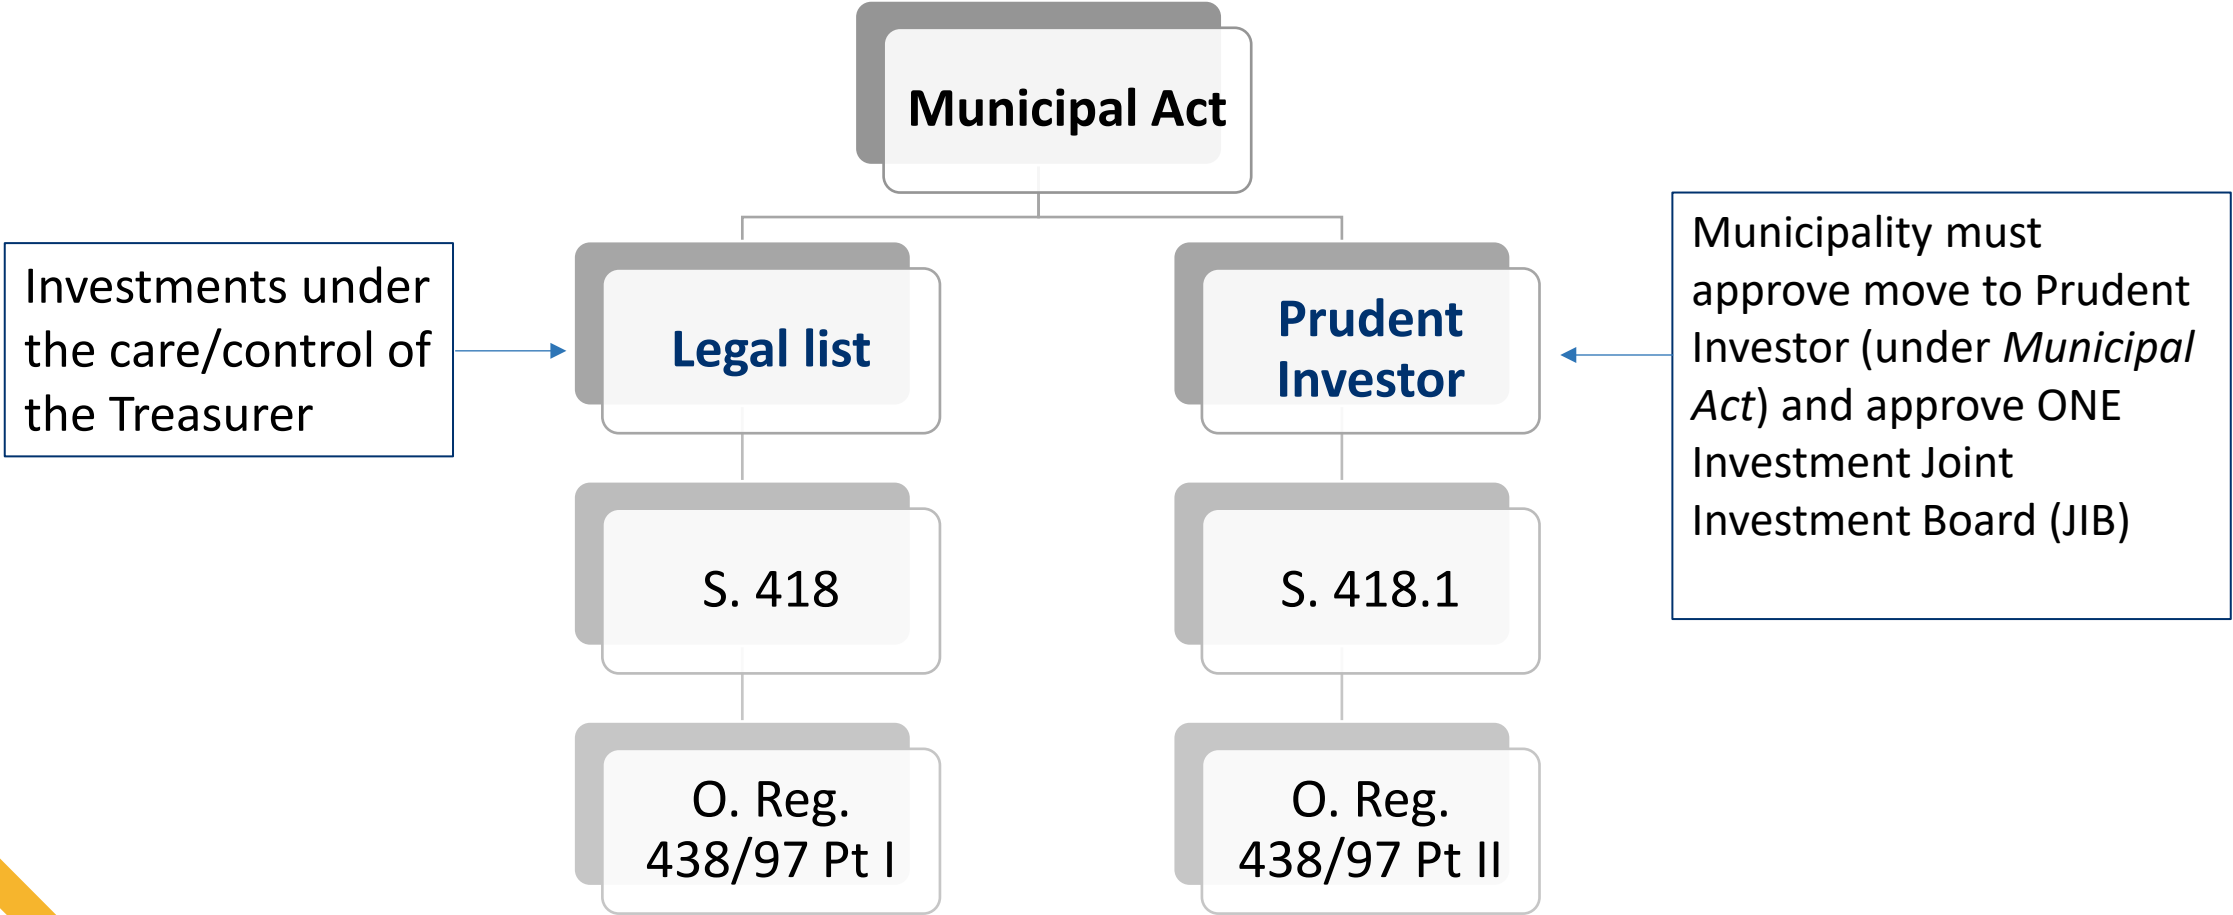 Municipal Act
Investments under
the care/control of
the Treasurer
Legal list
Prudent
Investor
Municipality must
approve move to Prudent
Investor (under Municipal
Act) and approve ONE
Investment Joint
Investment Board (JIB)
S. 418
S. 418.1
O. Reg.
438/97 Pt I
O. Reg.
438/97 Pt II